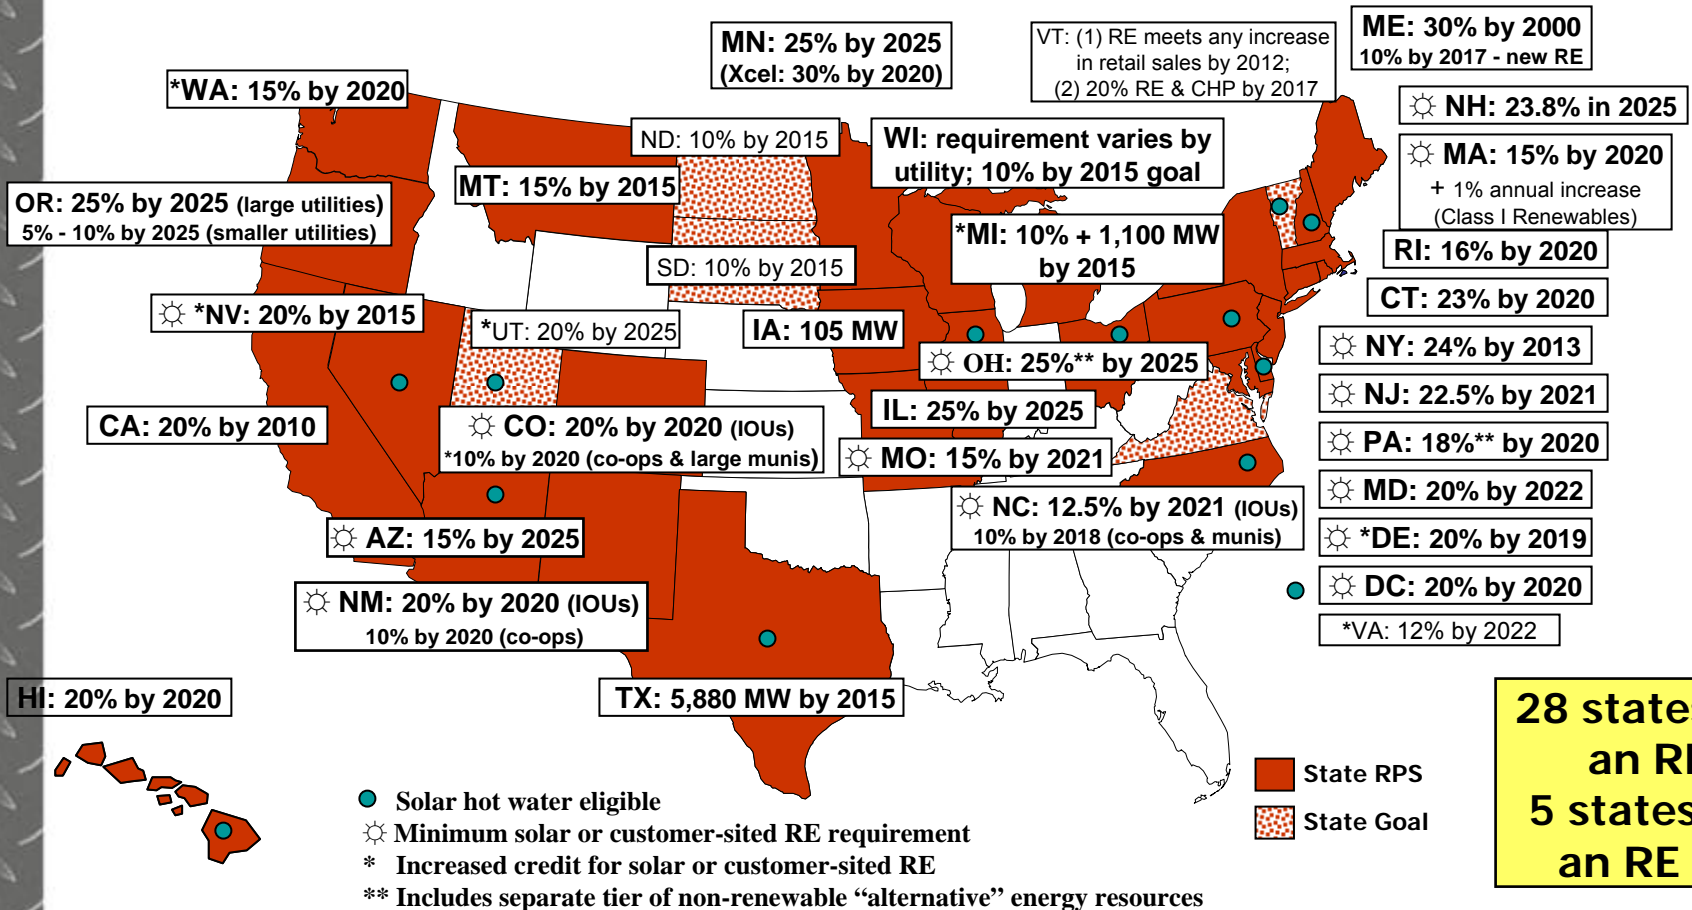 MN: 25% by 2025
(Xcel: 30% by 2020)
VT: (1) RE meets any increase
in retail sales by 2012;
(2) 20% RE & CHP by 2017
ME: 30% by 2000
10% by 2017 - new RE
*WA: 15% by 2020
☼ NH: 23.8% in 2025
ND: 10% by 2015
WI: requirement varies by
utility; 10% by 2015 goal
☼ MA: 15% by 2020
+ 1% annual increase
(Class I Renewables)
MT: 15% by 2015
OR: 25% by 2025 (large utilities)
5% - 10% by 2025 (smaller utilities)
*MI: 10% + 1,100 MW
by 2015
RI: 16% by 2020
SD: 10% by 2015
CT: 23% by 2020
☼ *NV: 20% by 2015
*UT: 20% by 2025
IA: 105 MW
☼ OH: 25%** by 2025
☼ NY: 24% by 2013
☼ NJ: 22.5% by 2021
CA: 20% by 2010
☼ CO: 20% by 2020 (IOUs)
*10% by 2020 (co-ops & large munis)
IL: 25% by 2025
☼ MO: 15% by 2021
☼ PA: 18%** by 2020
☼ MD: 20% by 2022
☼ NC: 12.5% by 2021 (IOUs)
10% by 2018 (co-ops & munis)
☼ AZ: 15% by 2025
☼ *DE: 20% by 2019
☼ DC: 20% by 2020
☼ NM: 20% by 2020 (IOUs)
10% by 2020 (co-ops)
*VA: 12% by 2022
HI: 20% by 2020
TX: 5,880 MW by 2015
28 states
an R
5 states
an RE
State RPS
State Goal
Solar hot water eligible
☼ Minimum solar or customer-sited RE requirement
* Increased credit for solar or customer-sited RE
** Includes separate tier of non-renewable “alternative” energy resources